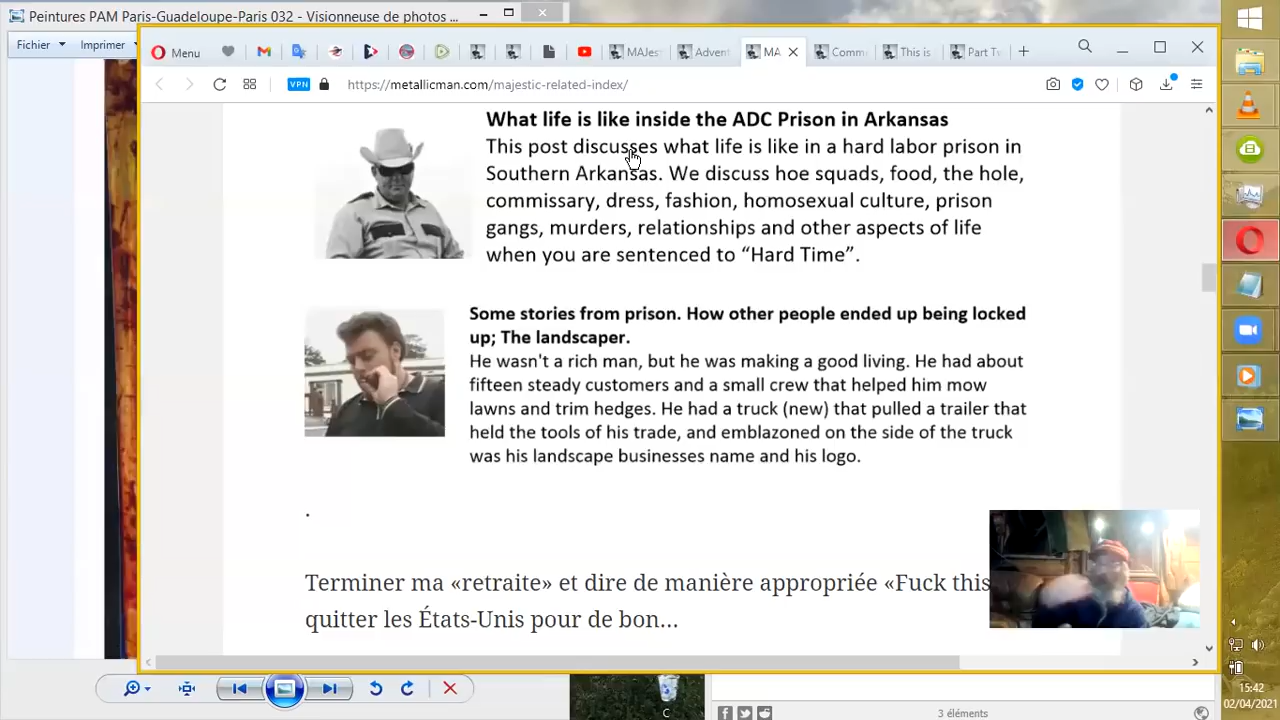 Peintures PAM Paris-Guadeloupe-Paris 032 - Visionneuse de photos ...
Fichier
Imprimer
Menu
MAJes
Advent
MA
Comm
This is
Part Tv
VPN
https://metallicman.com/majestic-related-index/
What life is like inside the ADC Prison in Arkansas
This post discusses what life is like in a hard labor prison in
Southern Arkansas. We discuss hoe squads, food, the hole,
commissary, dress, fashion, homosexual culture, prison
gangs, murders, relationships and other aspects of life
when you are sentenced to “Hard Time”.
Some stories from prison. How other people ended up being locked
up; The landscaper.
He wasn't a rich man, but he was making a good living. He had about
fifteen steady customers and a small crew that helped him mow
lawns and trim hedges. He had a truck (new) that pulled a trailer that
held the tools of his trade, and emblazoned on the side of the truck
was his landscape businesses name and his logo.
.
Terminer ma «retraite» et dire de manière appropriée «Fuck this
quitter les États-Unis pour de bon...
C
3 éléments
15:42
02/04/2021